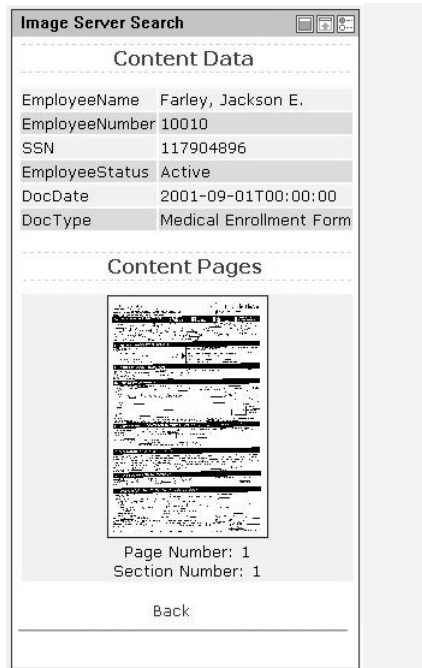 Image Server Search
Content Data
EmployeeName Farley, Jackson E.
EmployeeNumber 10010
SSN 117904896
EmployeeStatus Active
DocDate 2001-09-01T00:00:00
DocType Medical Enrollment Form
Content Pages
Page Number: 1
Section Number: 1
Back